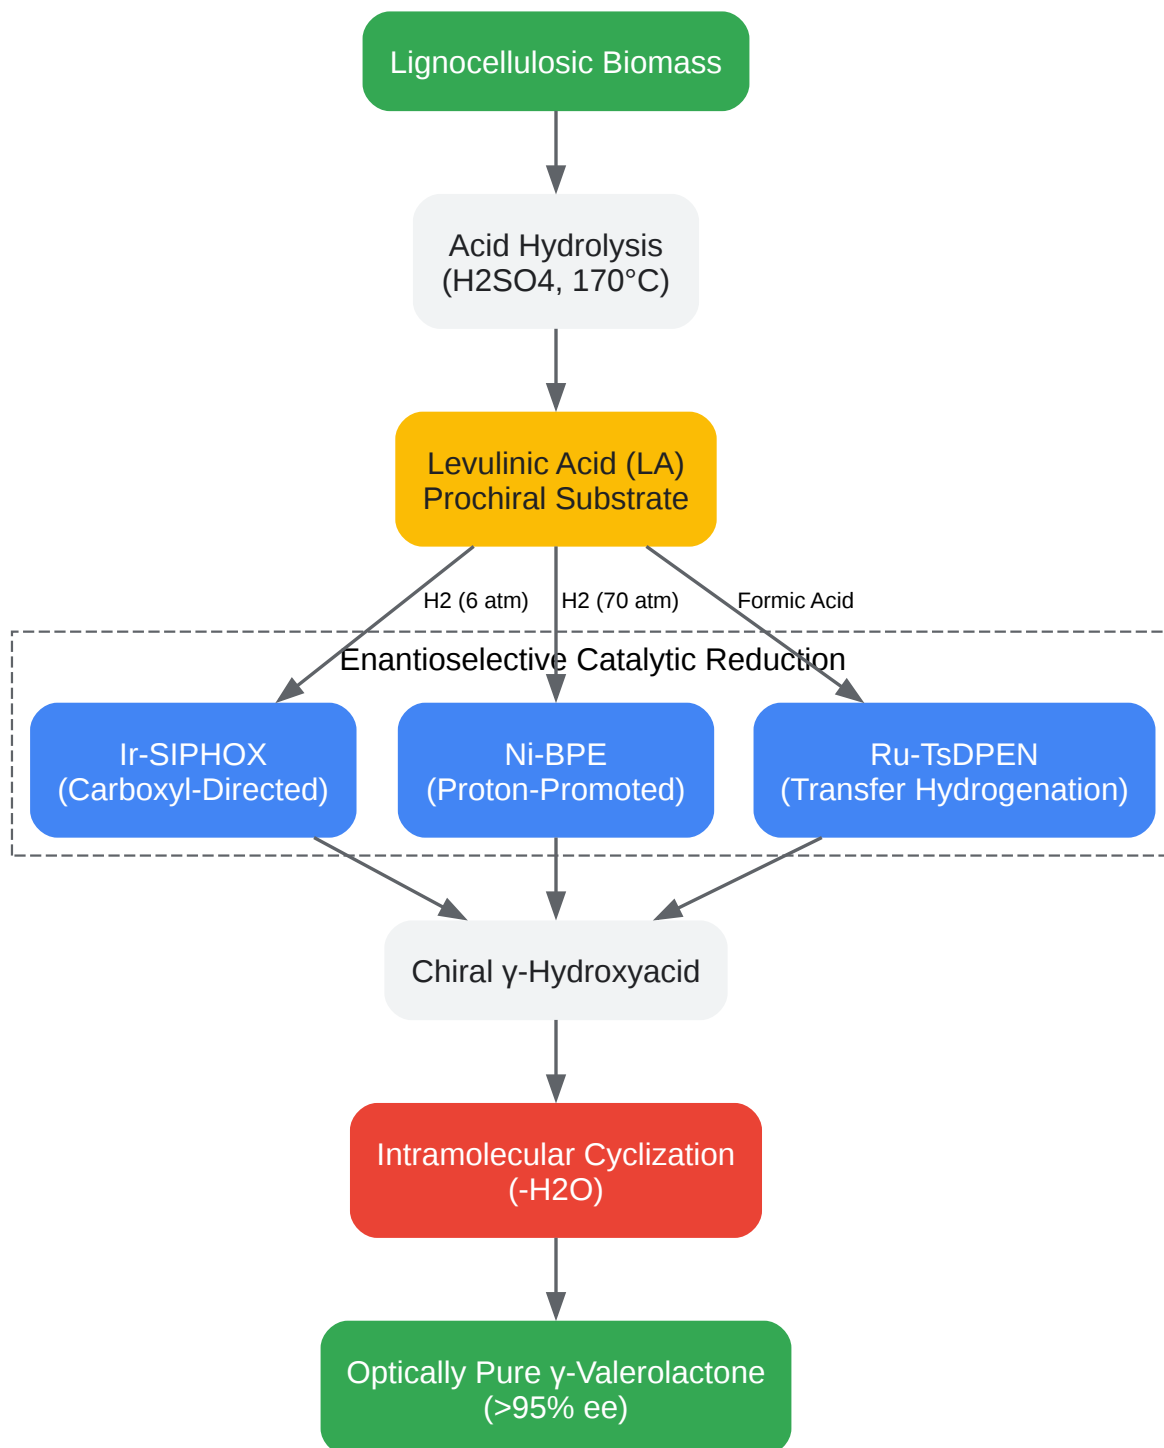 Lignocellulosic Biomass
Acid Hydrolysis
(H2SO4, 170°C)
Levulinic Acid (LA)
Prochiral Substrate
H2 (6 atm)
H2 (70 atm)
Formic Acid
Enantioselective Catalytic Reduction
Ir-SIPHOX
(Carboxyl-Directed)
Ni-BPE
(Proton-Promoted)
Ru-TsDPEN
(Transfer Hydrogenation)
Chiral γ-Hydroxyacid
Intramolecular Cyclization
(-H2O)
Optically Pure γ-Valerolactone
(>95% ee)